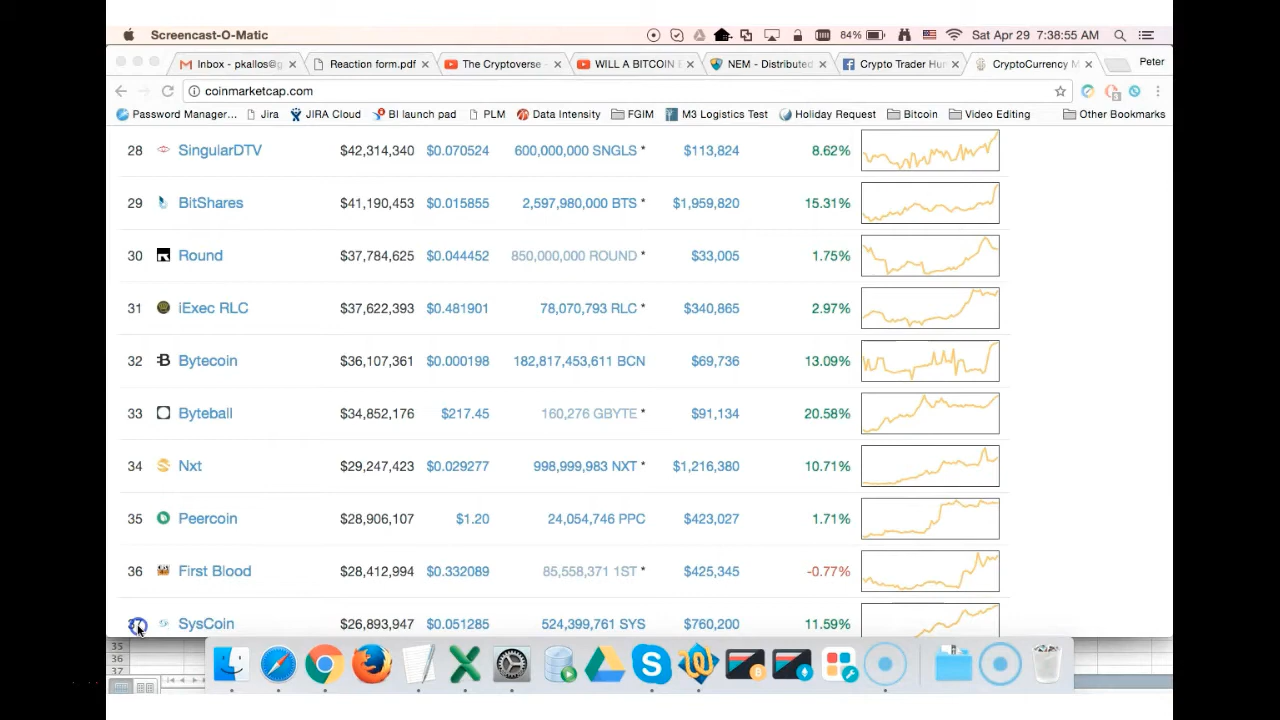 Screencast-O-Matic 84% Sat Apr 29 7:38:55 AM
Inbox - pkallos@g × Reaction form.pdf × The Cryptoverse - × WILL A BITCOIN E × NEM - Distributed × Crypto Trader Hun × CryptoCurrency M × Peter
coinmarketcap.com
Password Manager... Jira JIRA Cloud BI launch pad PLM Data Intensity FGIM M3 Logistics Test Holiday Request Bitcoin Video Editing Other Bookmarks
28 SingularDTV $42,314,340 $0.070524 600,000,000 SNGLS * $113,824 8.62%
29 BitShares $41,190,453 $0.015855 2,597,980,000 BTS * $1,959,820 15.31%
30 Round $37,784,625 $0.044452 850,000,000 ROUND * $33,005 1.75%
31 iExec RLC $37,622,393 $0.481901 78,070,793 RLC * $340,865 2.97%
32 Bytecoin $36,107,361 $0.000198 182,817,453,611 BCN $69,736 13.09%
33 Byteball $34,852,176 $217.45 160,276 GBYTE * $91,134 20.58%
34 Nxt $29,247,423 $0.029277 998,999,983 NXT * $1,216,380 10.71%
35 Peercoin $28,906,107 $1.20 24,054,746 PPC $423,027 1.71%
36 First Blood $28,412,994 $0.332089 85,558,371 1ST * $425,345 -0.77%
SysCoin $26,893,947 $0.051285 524,399,761 SYS $760,200 11.59%
35
36
37